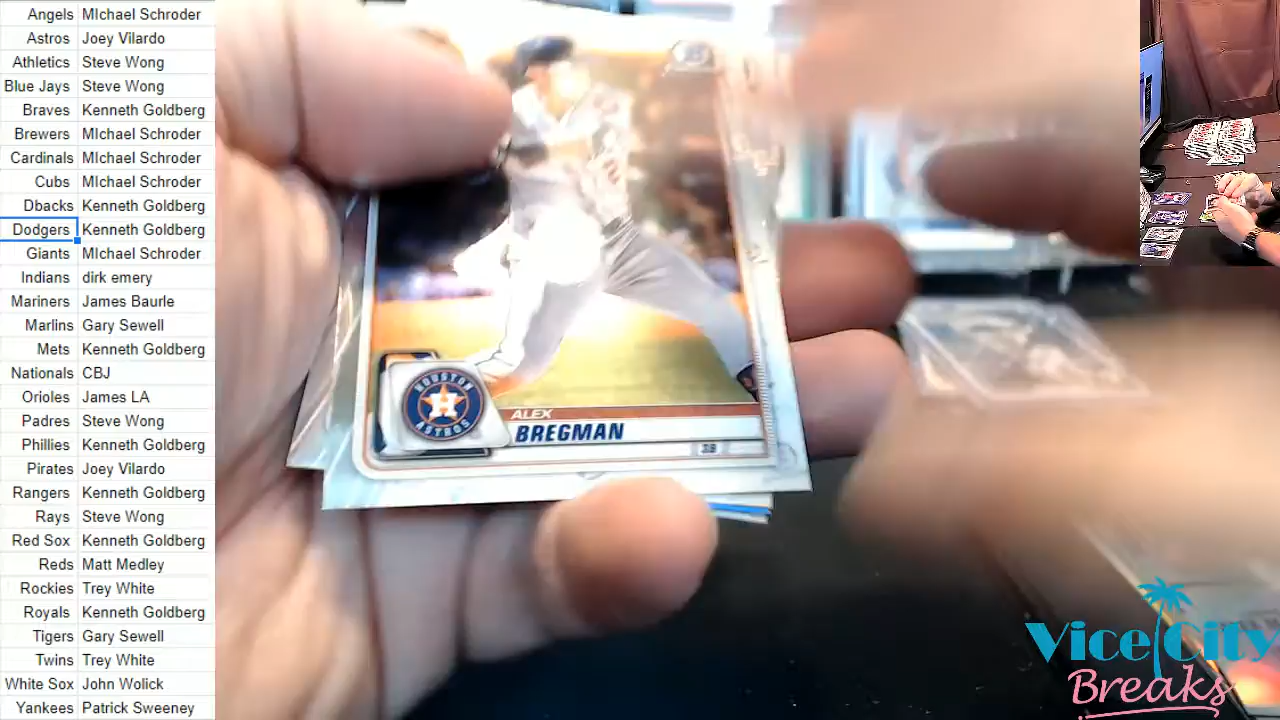 Angels MIchael Schroder
Astros Joey Vilardo
Athletics Steve Wong
Blue Jays Steve Wong
Braves Kenneth Goldberg
Brewers MIchael Schroder
Cardinals MIchael Schroder
Cubs MIchael Schroder
Dbacks Kenneth Goldberg
Dodgers Kenneth Goldberg
Giants MIchael Schroder
Indians dirk emery
Mariners James Baurle
Marlins Gary Sewell
Mets Kenneth Goldberg
Nationals CBJ
Orioles James LA
Padres Steve Wong
Phillies Kenneth Goldberg
Pirates Joey Vilardo
Rangers Kenneth Goldberg
Rays Steve Wong
Red Sox Kenneth Goldberg
Reds Matt Medley
Rockies Trey White
Royals Kenneth Goldberg
Tigers Gary Sewell
Twins Trey White
White Sox John Wolick
Yankees Patrick Sweeney
HOUSTON
H
ASTROS
ALEX
BREGMAN
3B
Vice City
Breaks